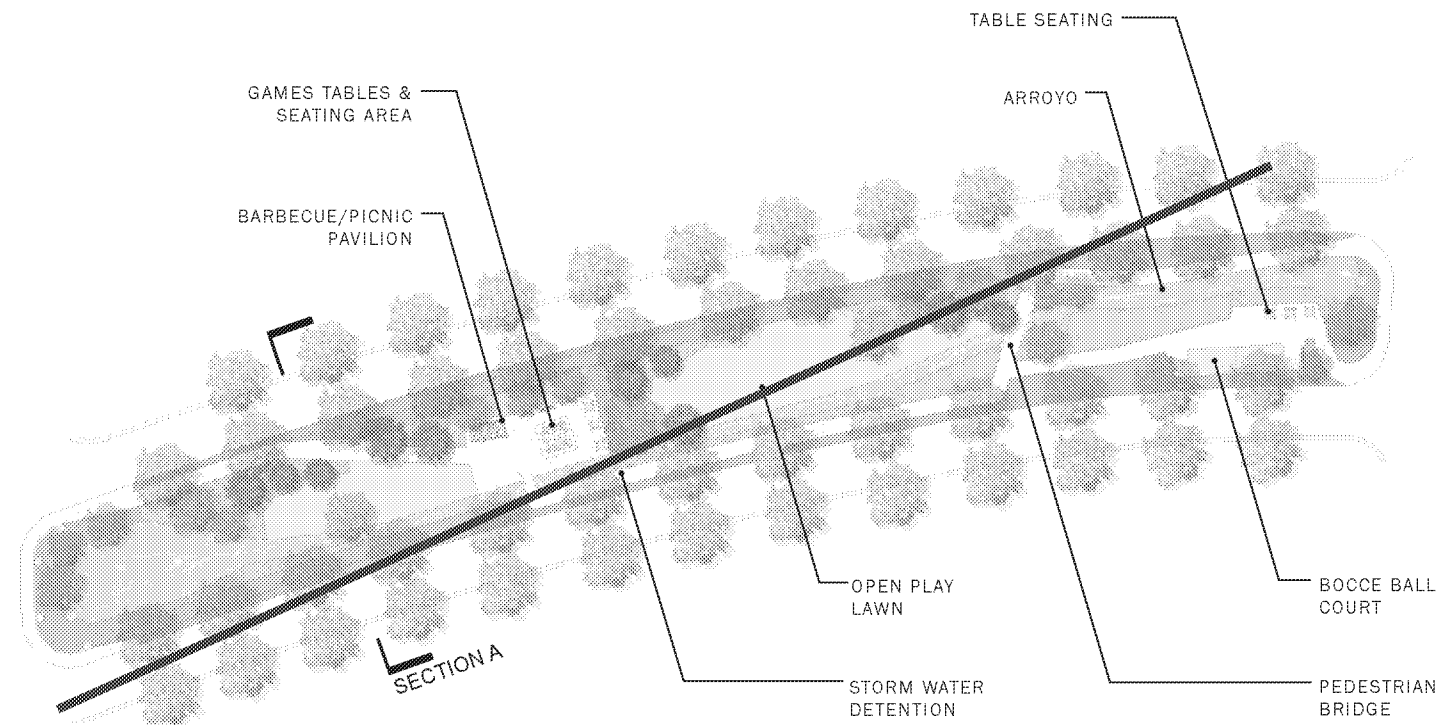 TABLE SEATING
GAMES TABLES &
SEATING AREA
ARROYO
BARBECUE/PICNIC
PAVILION
OPEN PLAY
LAWN
BOCCE BALL
COURT
SECTION A
STORM WATER
DETENTION
PEDESTRIAN
BRIDGE